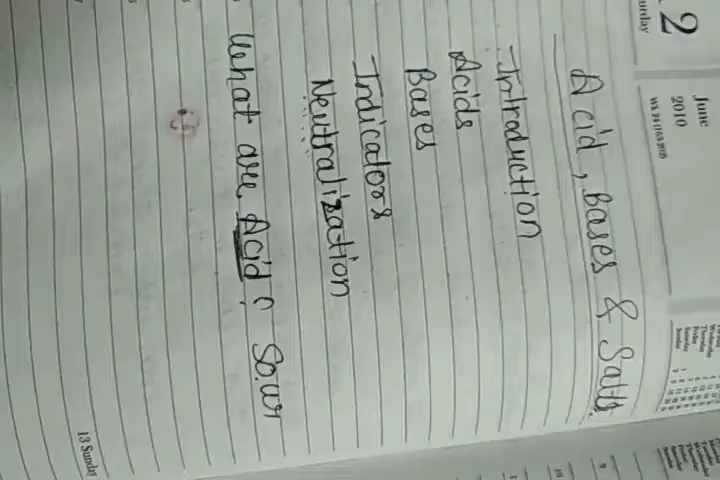 2
June
2010
Acid, Bases & Salts.
Introduction
Acids
Bases
Indicators
Neutralization
What are Acid? Sour
13 Sunday